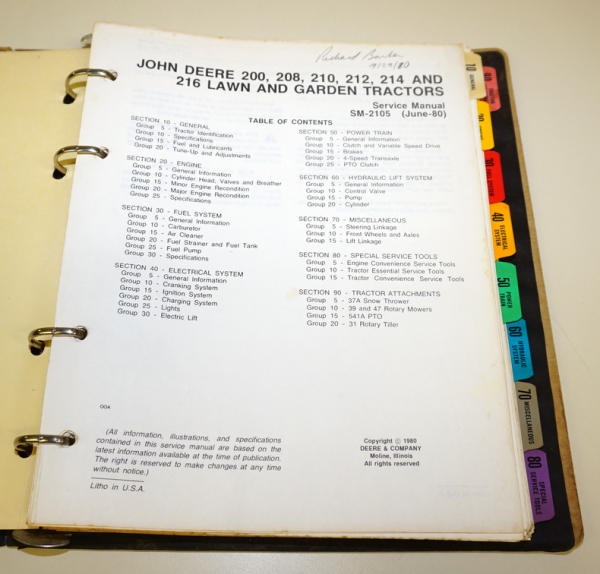 Richard
9/29/80
JOHN DEERE 200, 208, 210, 212, 214 AND
216 LAWN AND GARDEN TRACTORS
Service Manual
SM-2105 (June-80)
TABLE OF CONTENTS
SECTION 10 - GENERAL
Group 5 - Tractor Identification
Group 10 - Specifications
Group 15 - Fuel and Lubricants
Group 20 - Tune-Up and Adjustments
SECTION 20 - ENGINE
Group 5 - General Information
Group 10 - Cylinder Head, Valves and Breather
Group 15 - Minor Engine Recondition
Group 20 - Major Engine Recondition
Group 25 - Specifications
SECTION 30 - FUEL SYSTEM
Group 5 - General Information
Group 10 - Carburetor
Group 15 - Air Cleaner
Group 20 - Fuel Strainer and Fuel Tank
Group 25 - Fuel Pump
Group 30 - Specifications
SECTION 40 - ELECTRICAL SYSTEM
Group 5 - General Information
Group 10 - Cranking System
Group 15 - Ignition System
Group 20 - Charging System
Group 25 - Lights
Group 30 - Electric Lift
SECTION 50 - POWER TRAIN
Group 5 - General Information
Group 10 - Clutch and Variable Speed Drive
Group 15 - Brakes
Group 20 - 4-Speed Transaxle
Group 25 - PTO Clutch
SECTION 60 - HYDRAULIC LIFT SYSTEM
Group 5 - General Information
Group 10 - Control Valve
Group 15 - Pump
Group 20 - Cylinder
SECTION 70 - MISCELLANEOUS
Group 5 - Steering Linkage
Group 10 - Front Wheels and Axles
Group 15 - Lift Linkage
SECTION 80 - SPECIAL SERVICE TOOLS
Group 5 - Engine Convenience Service Tools
Group 10 - Tractor Essential Service Tools
Group 15 - Tractor Convenience Service Tools
SECTION 90 - TRACTOR ATTACHMENTS
Group 5 - 37A Snow Thrower
Group 10 - 39 and 47 Rotary Mowers
Group 15 - 541A PTO
Group 20 - 31 Rotary Tiller
(All information, illustrations, and specifications
contained in this service manual are based on the
latest information available at the time of publication.
The right is reserved to make changes at any time
without notice.)
Litho in U.S.A.
Copyright © 1980
DEERE & COMPANY
Moline, Illinois
All rights reserved
10 GENERAL
40 ELECTRICAL
SYSTEM
50 POWER
TRAIN
60 HYDRAULIC
SYSTEM
70 MISCELLANEOUS
80 SPECIAL
SERVICE TOOLS